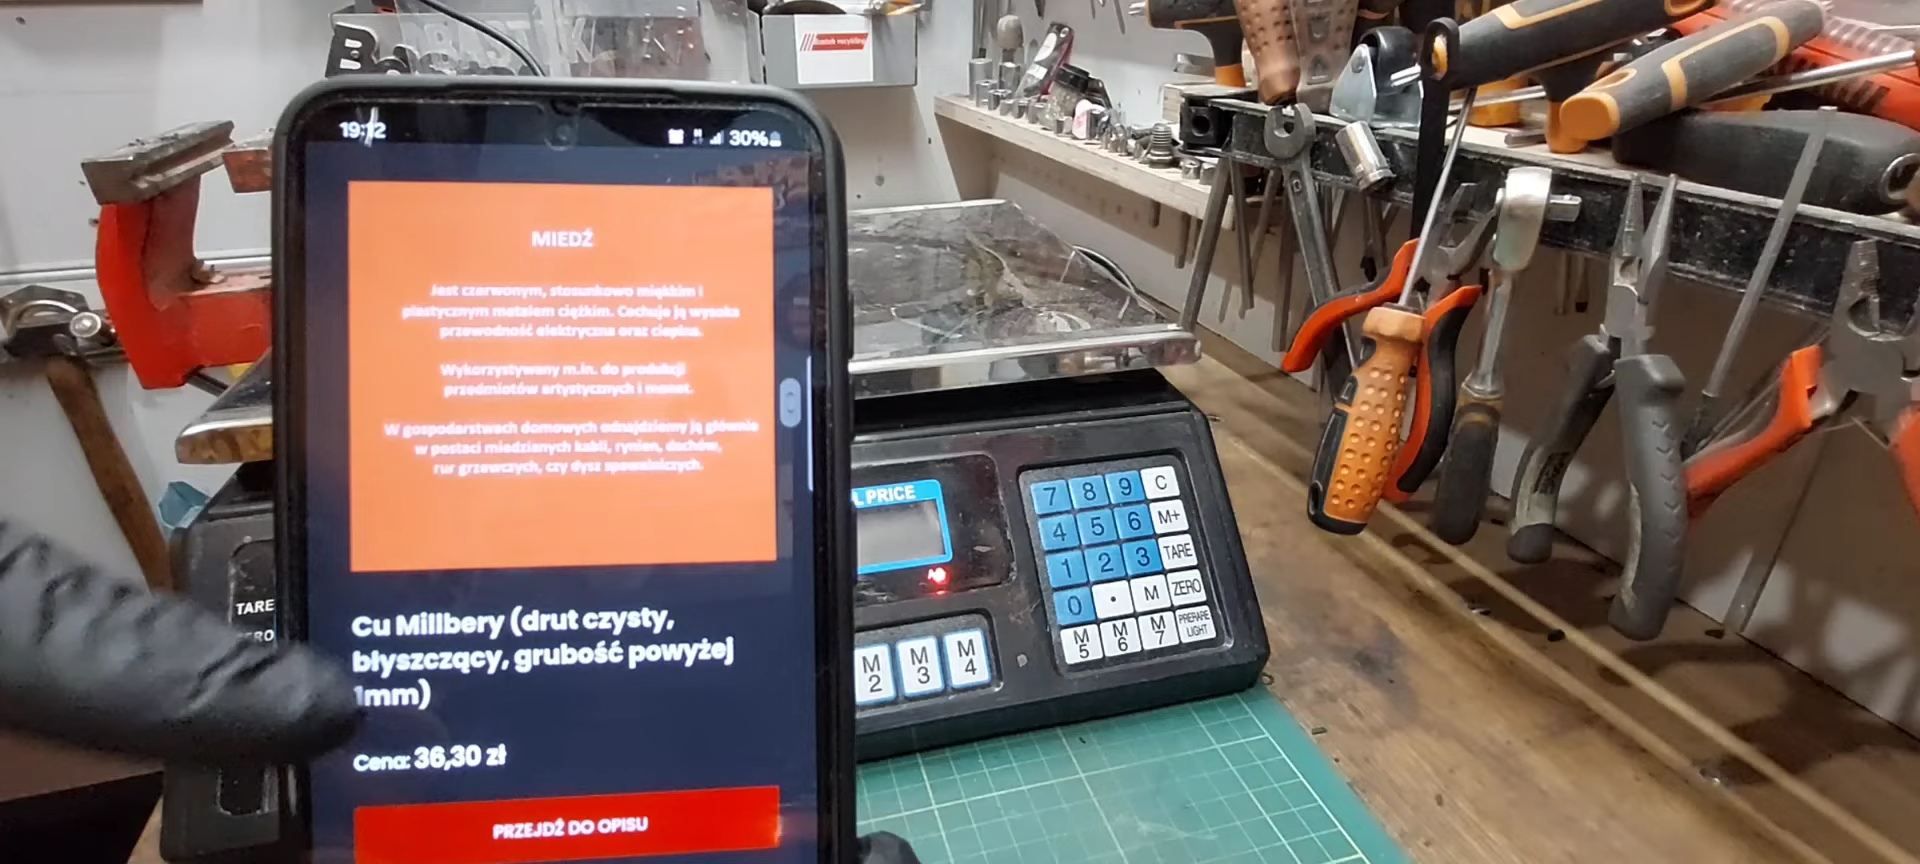 19:12
30%
MIEDŹ
Jest czerwonym, stosunkowo miękkim i
plastycznym metalem ciężkim. Cechuje ją wysoka
przewodność elektryczna oraz cieplna.
Wykorzystywany m.in. do produkcji
przedmiotów artystycznych i monet.
W gospodarstwach domowych odnajdziemy ją głównie
w postaci miedzianych kabli, rynien, dachów,
rur grzewczych, czy dysz spawalniczych.
Cu Millbery (drut czysty,
błyszczący, grubość powyżej
1mm)
Cena: 36,30 zł
PRZEJDŹ DO OPISU
TARE
L PRICE
7 8 9 C
4 5 6 M+
1 2 3 TARE
0 . M ZERO
M5 M6 M7 PREPARE LIGHT
M2 M3 M4